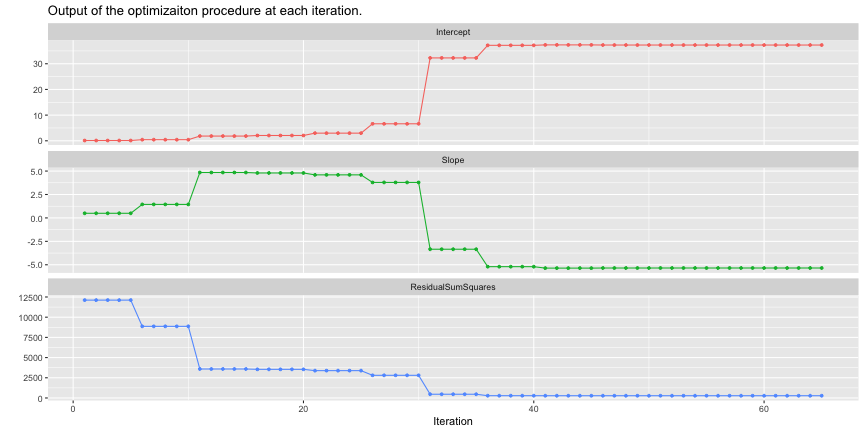 Output of the optimizaiton procedure at each iteration.
Intercept
30
20
10
0
Slope
5.0
2.5
0.0
-2.5
-5.0
ResidualSumSquares
12500
10000
7500
5000
2500
0
0 20 40 60
Iteration